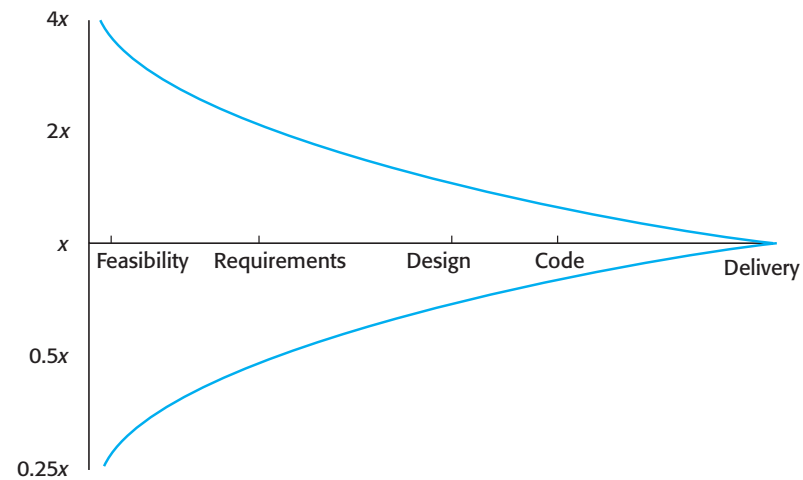 4x
2x
x
Feasibility Requirements Design Code Delivery
0.5x
0.25x